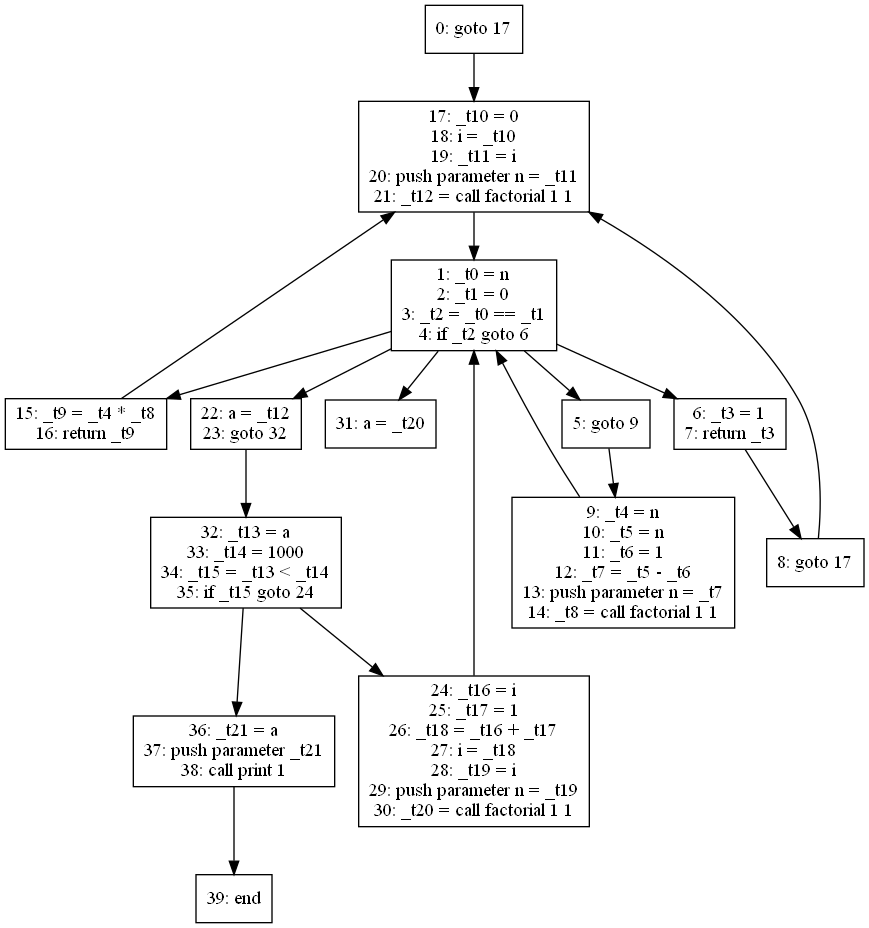 0: goto 17
17: _t10 = 0
18: i = _t10
19: _t11 = i
20: push parameter n = _t11
21: _t12 = call factorial 1 1
1: _t0 = n
2: _t1 = 0
3: _t2 = _t0 == _t1
4: if _t2 goto 6
15: _t9 = _t4 * _t8
16: return _t9
22: a = _t12
23: goto 32
31: a = _t20
5: goto 9
6: _t3 = 1
7: return _t3
32: _t13 = a
33: _t14 = 1000
34: _t15 = _t13 < _t14
35: if _t15 goto 24
9: _t4 = n
10: _t5 = n
11: _t6 = 1
12: _t7 = _t5 - _t6
13: push parameter n = _t7
14: _t8 = call factorial 1 1
8: goto 17
36: _t21 = a
37: push parameter _t21
38: call print 1
24: _t16 = i
25: _t17 = 1
26: _t18 = _t16 + _t17
27: i = _t18
28: _t19 = i
29: push parameter n = _t19
30: _t20 = call factorial 1 1
39: end